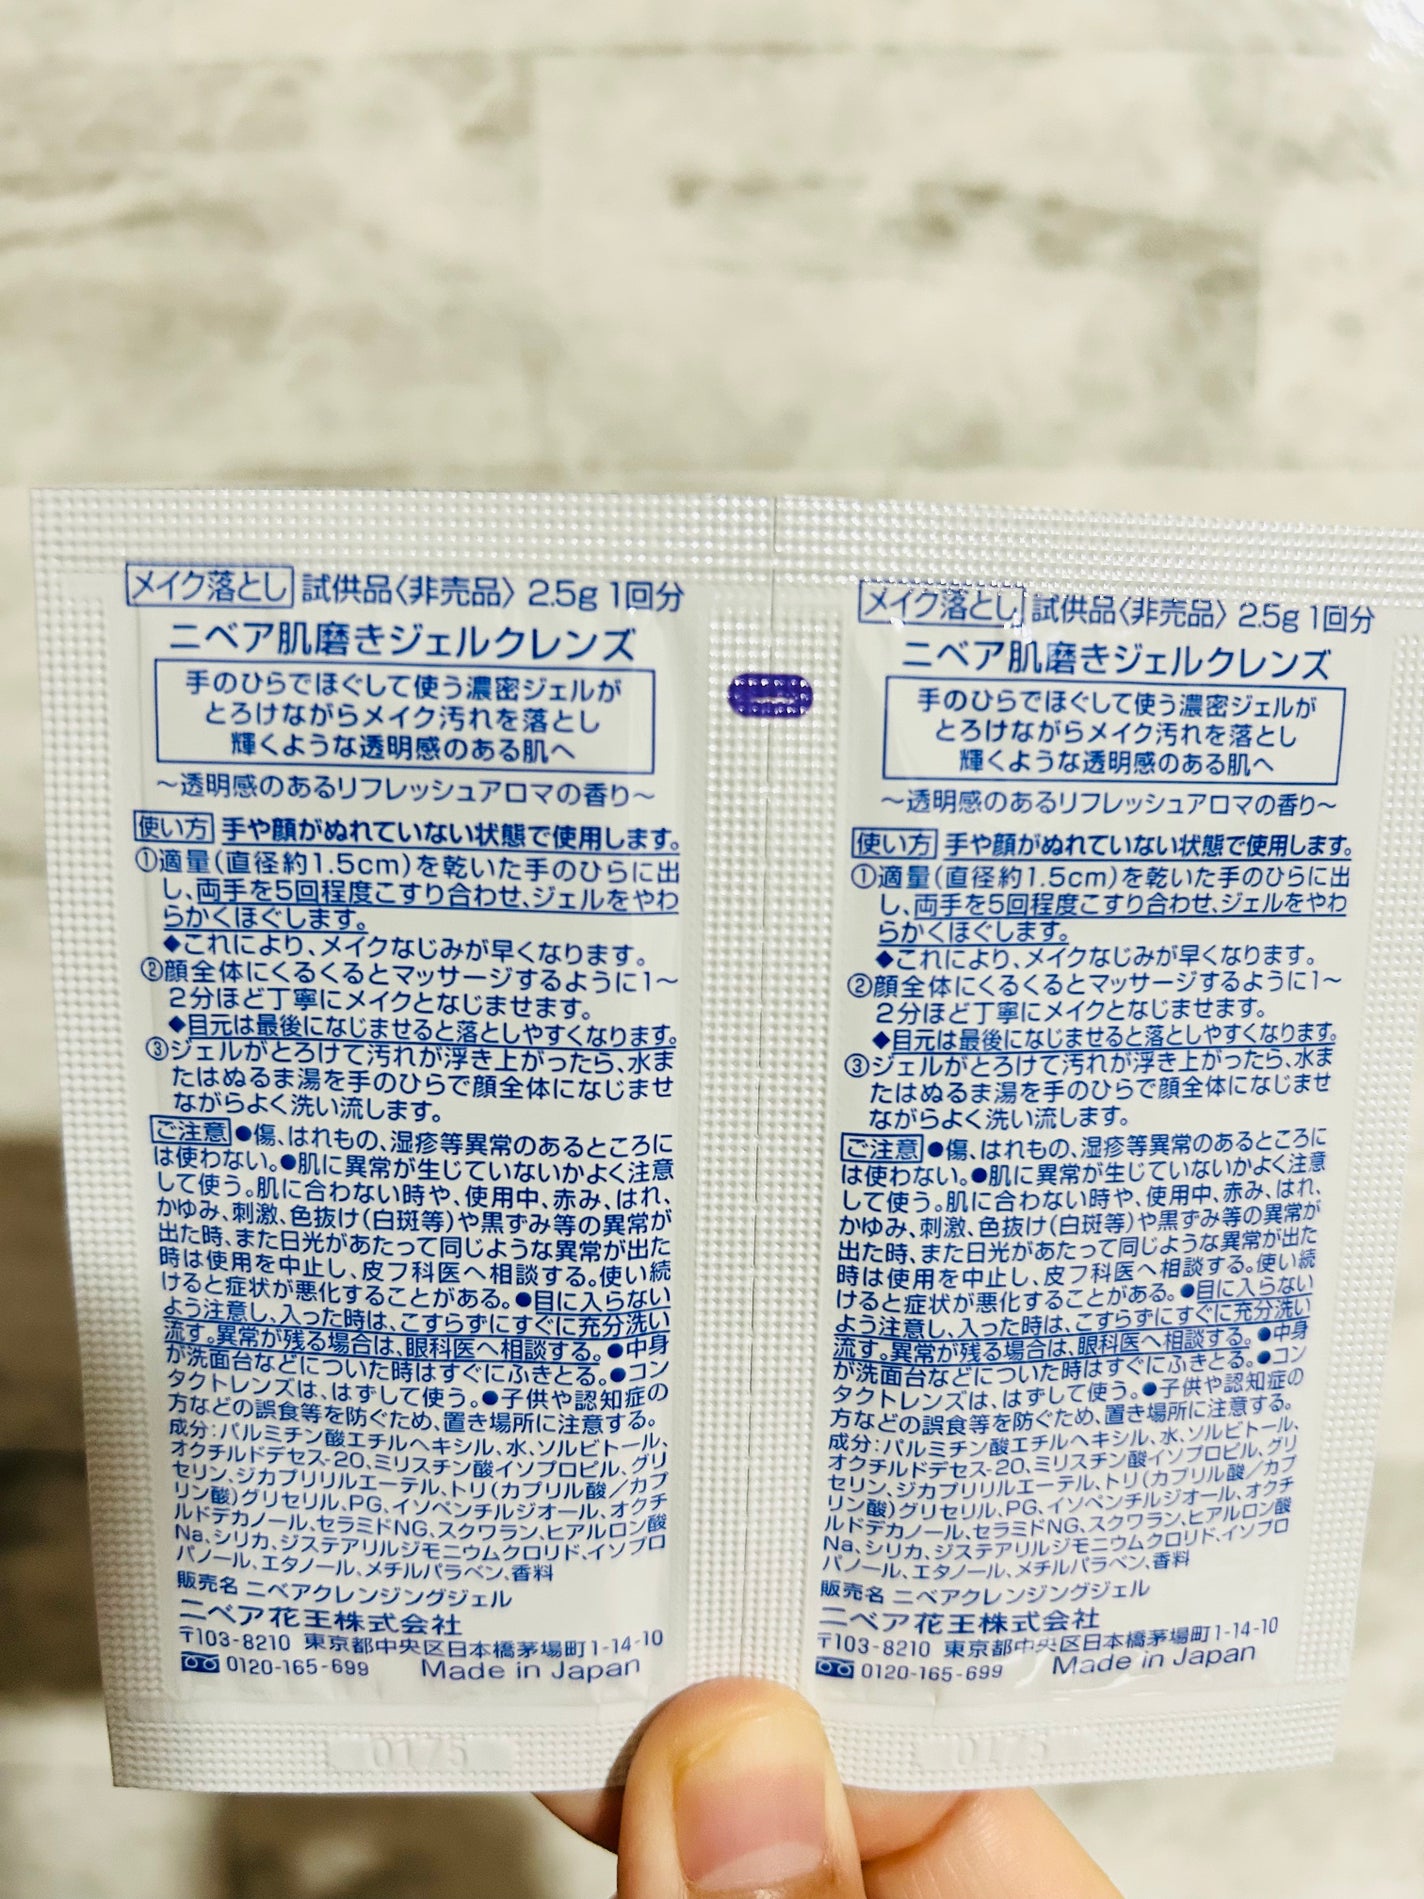 メイク落とし 試供品〈非売品〉 2.5g 1回分
ニベア肌磨きジェルクレンズ
手のひらでほぐして使う濃密ジェルが
とろけながらメイク汚れを落とし
輝くような透明感のある肌へ
～透明感のあるリフレッシュアロマの香り～
使い方 手や顔がぬれていない状態で使用します。
①適量(直径約1.5cm)を乾いた手のひらに出
し、両手を5回程度こすり合わせ、ジェルをやわ
らかくほぐします。
◆これにより、メイクなじみが早くなります。
②顔全体にくるくるとマッサージするように1～
2分ほど丁寧にメイクとなじませます。
◆目元は最後になじませると落としやすくなります。
③ジェルがとろけて汚れが浮き上がったら、水ま
たはぬるま湯を手のひらで顔全体になじませ
ながらよく洗い流します。
ご注意 ●傷、はれもの、湿疹等異常のあるところに
は使わない。●肌に異常が生じていないかよく注意
して使う。肌に合わない時や、使用中、赤み、はれ、
かゆみ、刺激、色抜け(白斑等)や黒ずみ等の異常が
出た時、また日光があたって同じような異常が出た
時は使用を中止し、皮フ科医へ相談する。使い続
けると症状が悪化することがある。●目に入らない
よう注意し、入った時は、こすらずにすぐに充分洗い
流す。異常が残る場合は、眼科医へ相談する。●中身
が洗面台などについた時はすぐにふきとる。●コン
タクトレンズは、はずして使う。●子供や認知症の
方などの誤食等を防ぐため、置き場所に注意する。
成分：パルミチン酸エチルヘキシル、水、ソルビトール、
オクチルドデセス-20、ミリスチン酸イソプロピル、グリ
セリン、ジカプリリルエーテル、トリ(カプリル酸／カプ
リン酸)グリセリル、PG、イソペンチルジオール、オクチ
ルドデカノール、セラミドNG、スクワラン、ヒアルロン酸
Na、シリカ、ジステアリルジモニウムクロリド、イソプロ
パノール、エタノール、メチルパラベン、香料
販売名 ニベアクレンジングジェル
ニベア花王株式会社
〒103-8210 東京都中央区日本橋茅場町1-14-10
0120-165-699 Made in Japan
0175
メイク落とし 試供品〈非売品〉 2.5g 1回分
ニベア肌磨きジェルクレンズ
手のひらでほぐして使う濃密ジェルが
とろけながらメイク汚れを落とし
輝くような透明感のある肌へ
～透明感のあるリフレッシュアロマの香り～
使い方 手や顔がぬれていない状態で使用します。
①適量(直径約1.5cm)を乾いた手のひらに出
し、両手を5回程度こすり合わせ、ジェルをやわ
らかくほぐします。
◆これにより、メイクなじみが早くなります。
②顔全体にくるくるとマッサージするように1～
2分ほど丁寧にメイクとなじませます。
◆目元は最後になじませると落としやすくなります。
③ジェルがとろけて汚れが浮き上がったら、水ま
たはぬるま湯を手のひらで顔全体になじませ
ながらよく洗い流します。
ご注意 ●傷、はれもの、湿疹等異常のあるところに
は使わない。●肌に異常が生じていないかよく注意
して使う。肌に合わない時や、使用中、赤み、はれ、
かゆみ、刺激、色抜け(白斑等)や黒ずみ等の異常が
出た時、また日光があたって同じような異常が出た
時は使用を中止し、皮フ科医へ相談する。使い続
けると症状が悪化することがある。●目に入らない
よう注意し、入った時は、こすらずにすぐに充分洗い
流す。異常が残る場合は、眼科医へ相談する。●中身
が洗面台などについた時はすぐにふきとる。●コン
タクトレンズは、はずして使う。●子供や認知症の
方などの誤食等を防ぐため、置き場所に注意する。
成分：パルミチン酸エチルヘキシル、水、ソルビトール、
オクチルドデセス-20、ミリスチン酸イソプロピル、グリ
セリン、ジカプリリルエーテル、トリ(カプリル酸／カプ
リン酸)グリセリル、PG、イソペンチルジオール、オクチ
ルドデカノール、セラミドNG、スクワラン、ヒアルロン酸
Na、シリカ、ジステアリルジモニウムクロリド、イソプロ
パノール、エタノール、メチルパラベン、香料
販売名 ニベアクレンジングジェル
ニベア花王株式会社
〒103-8210 東京都中央区日本橋茅場町1-14-10
0120-165-699 Made in Japan
0175